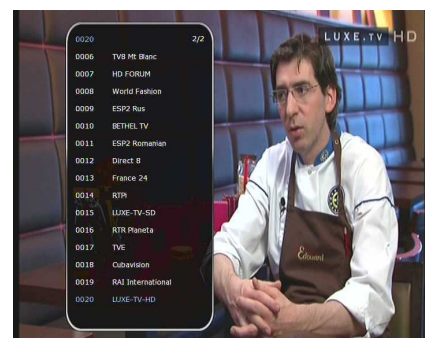 0020 2/2
LUXE.TV HD
0006 TV8 Mt Blanc
0007 HD FORUM
0008 World Fashion
0009 ESP2 Rus
0010 BETHEL TV
0011 ESP2 Romanian
0012 Direct 8
0013 France 24
0014 RTPi
0015 LUXE-TV-SD
0016 RTR Planeta
0017 TVE
0018 Cubavision
0019 RAI International
0020 LUXE-TV-HD
Edouard